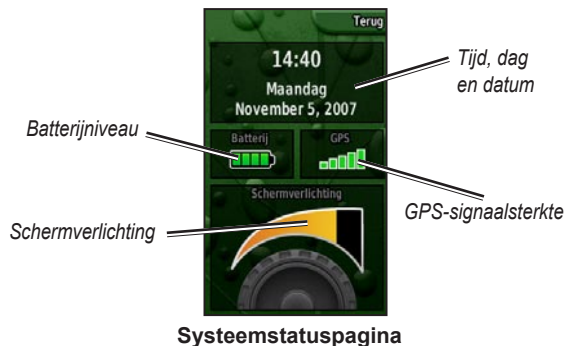 Terug
14:40
Maandag
November 5, 2007
Tijd, dag
en datum
Batterijniveau
Batterij
GPS
GPS-signaalsterkte
Schermverlichting
Schermverlichting
Systeemstatuspagina